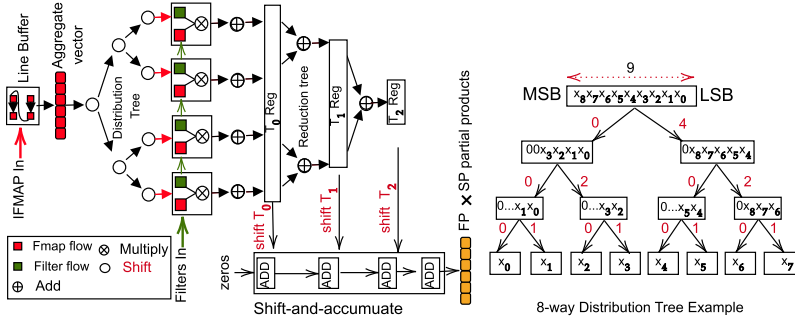 Line Buffer
Aggregate
vector
IFMAP In
Distribution
Tree
Filters In
T0 Reg
Reduction tree
T1 Reg
T2 Reg
shift T0
shift T1
shift T2
zeros
ADD
ADD
ADD
ADD
Shift-and-accumuate
FP × SP partial products
Fmap flow
Filter flow
Add
Multiply
Shift
9
MSB
x8x7x6x5x4x3x2x1x0
LSB
0 4
00x3x2x1x0
0x8x7x6x5x4
0 2 0 2
0...x1x0
0...x3x2
0...x5x4
0x8x7x6
0 1 0 1 0 1 0 1
x0 x1 x2 x3 x4 x5 x6 x7
8-way Distribution Tree Example